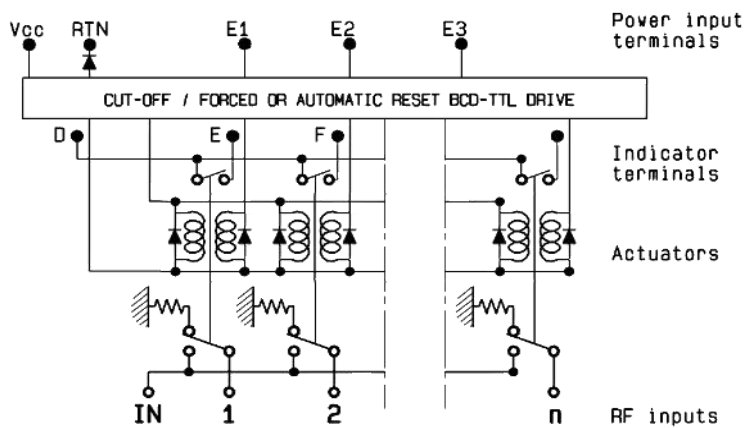 Vcc RTN E1 E2 E3 Power input
terminals
CUT-OFF / FORCED OR AUTOMATIC RESET BCD-TTL DRIVE
D E F
Indicator
terminals
Actuators
IN 1 2 n RF inputs